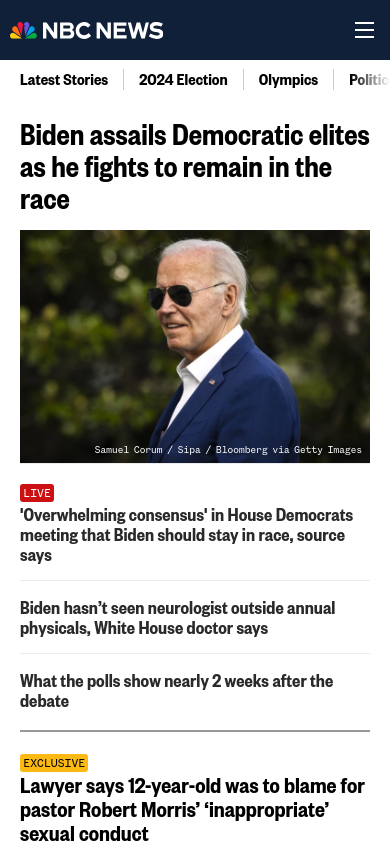 NBC NEWS
Latest Stories
2024 Election
Olympics
Biden assails Democratic elites
as he fights to remain in the
race
Samuel Corum / Sipa / Bloomberg via Getty Images
LIVE
'Overwhelming consensus' in House Democrats
meeting that Biden should stay in race, source
says
Biden hasn’t seen neurologist outside annual
physicals, White House doctor says
What the polls show nearly 2 weeks after the
debate
EXCLUSIVE
Lawyer says 12-year-old was to blame for
pastor Robert Morris’ ‘inappropriate’
sexual conduct